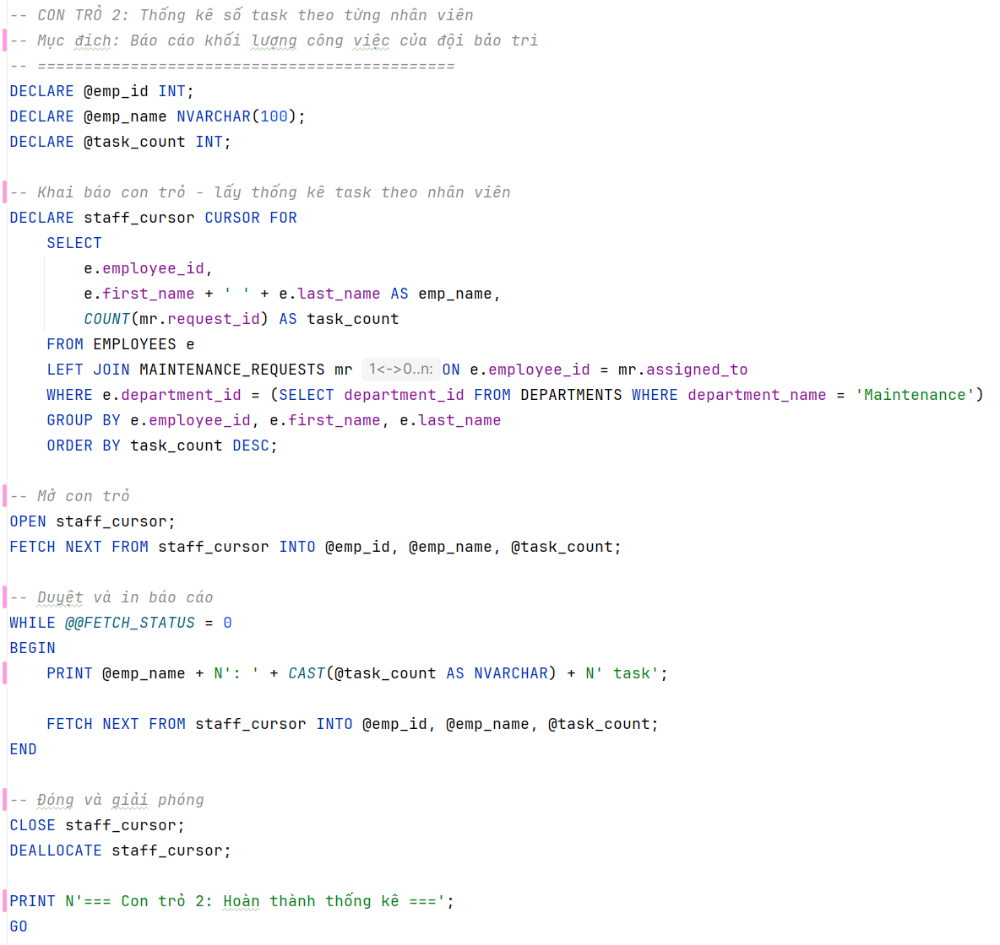 -- CON TRỎ 2: Thống kê số task theo từng nhân viên
-- Mục đích: Báo cáo khối lượng công việc của đội bảo trì
-- =============================================
DECLARE @emp_id INT;
DECLARE @emp_name NVARCHAR(100);
DECLARE @task_count INT;
-- Khai báo con trỏ - lấy thống kê task theo nhân viên
DECLARE staff_cursor CURSOR FOR
SELECT
e.employee_id,
e.first_name + ' ' + e.last_name AS emp_name,
COUNT(mr.request_id) AS task_count
FROM EMPLOYEES e
LEFT JOIN MAINTENANCE_REQUESTS mr 1<->0..n: ON e.employee_id = mr.assigned_to
WHERE e.department_id = (SELECT department_id FROM DEPARTMENTS WHERE department_name = 'Maintenance')
GROUP BY e.employee_id, e.first_name, e.last_name
ORDER BY task_count DESC;
-- Mở con trỏ
OPEN staff_cursor;
FETCH NEXT FROM staff_cursor INTO @emp_id, @emp_name, @task_count;
-- Duyệt và in báo cáo
WHILE @@FETCH_STATUS = 0
BEGIN
PRINT @emp_name + N': ' + CAST(@task_count AS NVARCHAR) + N' task';
FETCH NEXT FROM staff_cursor INTO @emp_id, @emp_name, @task_count;
END
-- Đóng và giải phóng
CLOSE staff_cursor;
DEALLOCATE staff_cursor;
PRINT N'=== Con trỏ 2: Hoàn thành thống kê ===';
GO